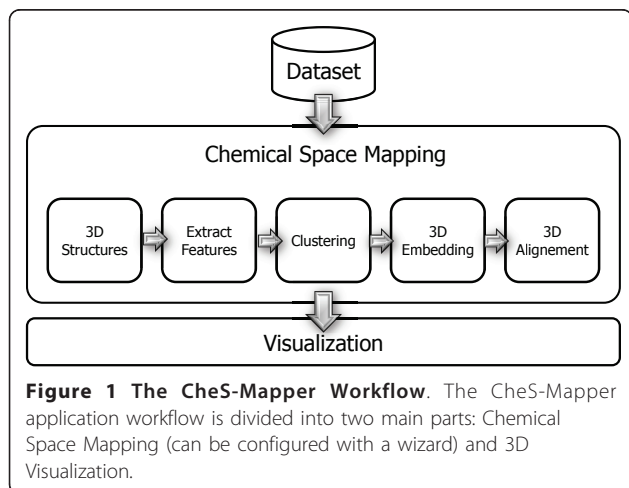 Dataset
Chemical Space Mapping
3D
Structures
Extract
Features
Clustering
3D
Embedding
3D
Alignement
Visualization
Figure 1 The CheS-Mapper Workflow. The CheS-Mapper
application workflow is divided into two main parts: Chemical
Space Mapping (can be configured with a wizard) and 3D
Visualization.